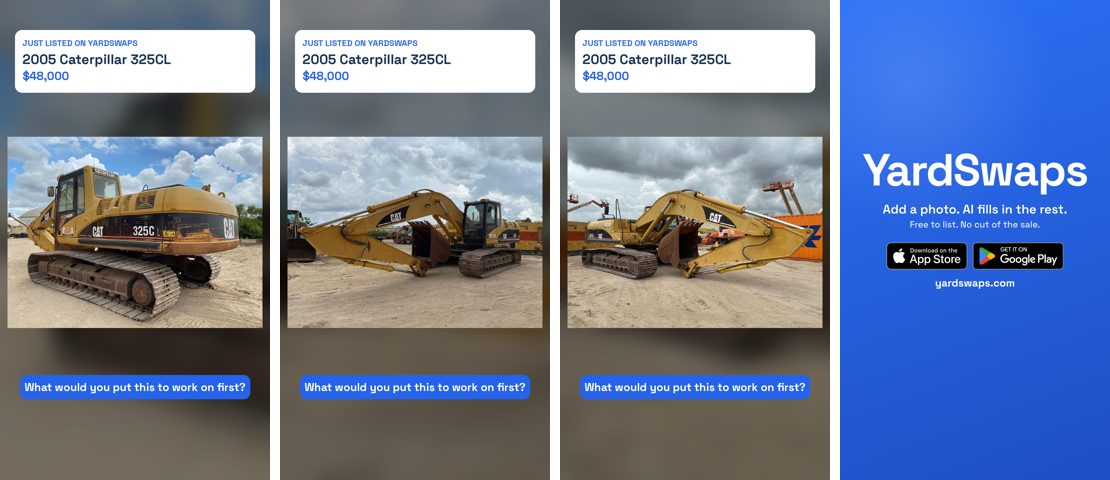 JUST LISTED ON YARDSWAPS
2005 Caterpillar 325CL
$48,000
CAT
325C L
CAT
What would you put this to work on first?
JUST LISTED ON YARDSWAPS
2005 Caterpillar 325CL
$48,000
CAT
What would you put this to work on first?
JUST LISTED ON YARDSWAPS
2005 Caterpillar 325CL
$48,000
CAT
What would you put this to work on first?
YardSwaps
Add a photo. AI fills in the rest.
Free to list. No cut of the sale.
Download on the
App Store
GET IT ON
Google Play
yardswaps.com